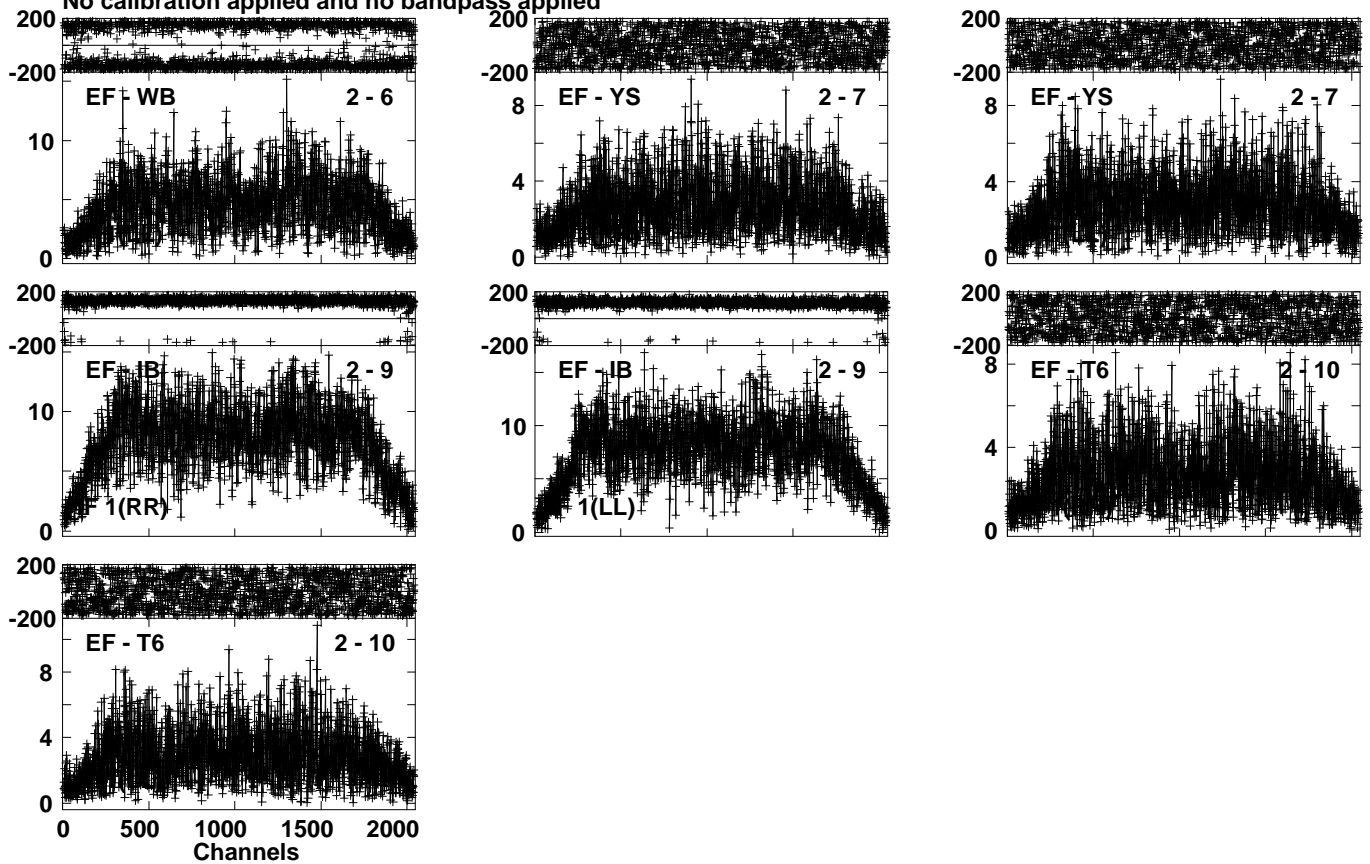 No calibration applied and no bandpass applied
200
-200
EF - WB 2 - 6
10
0
200
-200
EF - YS 2 - 7
8
4
0
200
-200
EF - YS 2 - 7
8
4
0
200
-200
EF - IB 2 - 9
10
0
IF 1(RR)
200
-200
EF - IB 2 - 9
10
0
1(LL)
200
-200
EF - T6 2 - 10
8
4
0
200
-200
EF - T6 2 - 10
8
4
0
0 500 1000 1500 2000
Channels